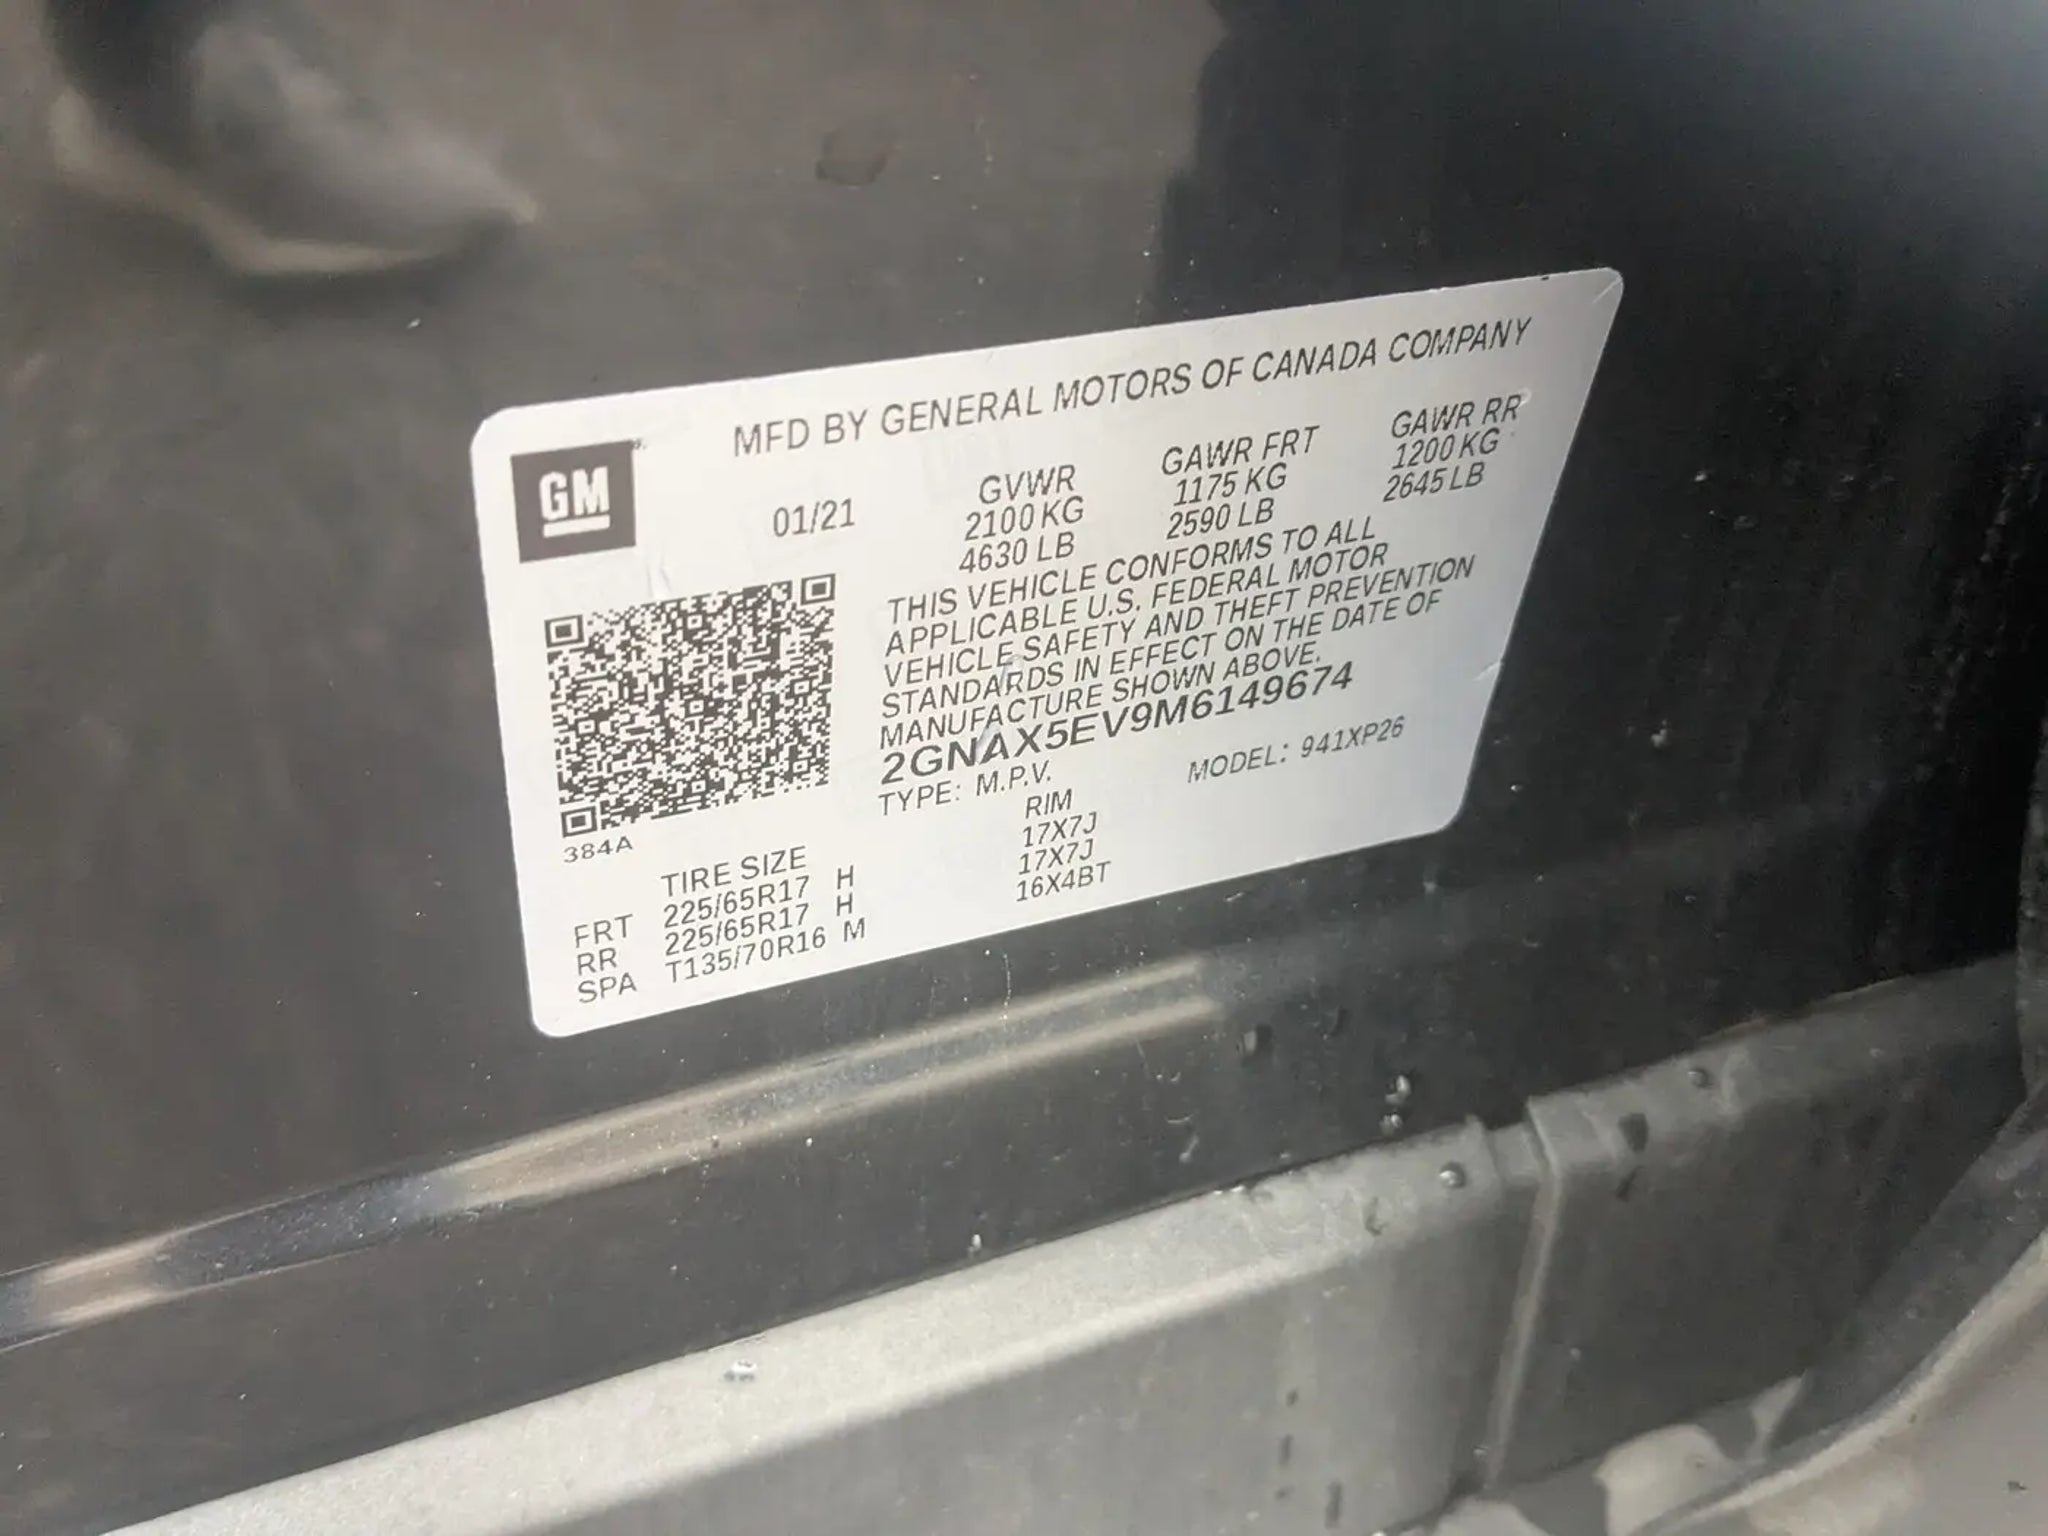 MFD BY GENERAL MOTORS OF CANADA COMPANY
GM
01/21
GVWR
2100 KG
4630 LB
GAWR FRT
1175 KG
2590 LB
GAWR RR
1200 KG
2645 LB
THIS VEHICLE CONFORMS TO ALL
APPLICABLE U.S. FEDERAL MOTOR
VEHICLE SAFETY AND THEFT PREVENTION
STANDARDS IN EFFECT ON THE DATE OF
MANUFACTURE SHOWN ABOVE.
2GNAX5EV9M6149674
TYPE: M.P.V. MODEL: 941XP26
384A
TIRE SIZE RIM
FRT 225/65R17 H 17X7J
RR 225/65R17 H 17X7J
SPA T135/70R16 M 16X4BT